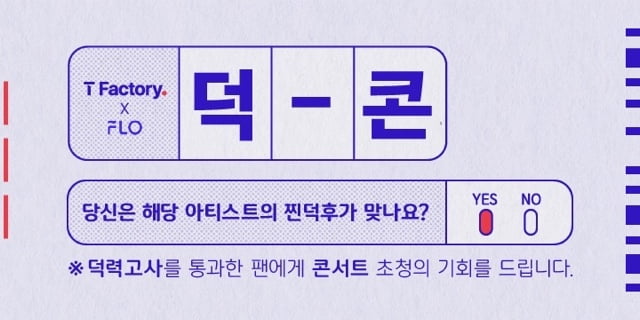 T Factory.
X
FLO
덕 - 콘
당신은 해당 아티스트의 찐덕후가 맞나요?
YES NO
※ 덕력고사를 통과한 팬에게 콘서트 초청의 기회를 드립니다.